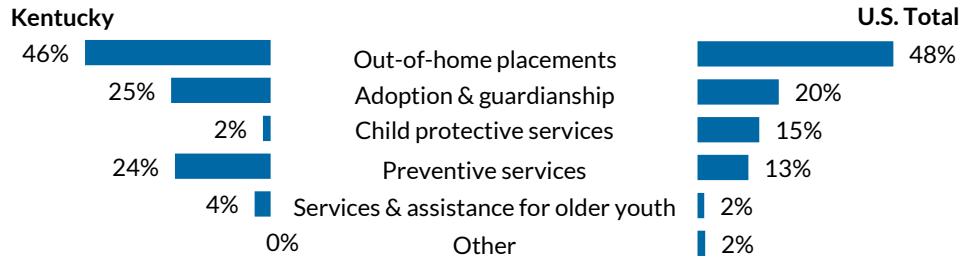 Kentucky U.S. Total
46% Out-of-home placements 48%
25% Adoption & guardianship 20%
2% Child protective services 15%
24% Preventive services 13%
4% Services & assistance for older youth 2%
0% Other 2%